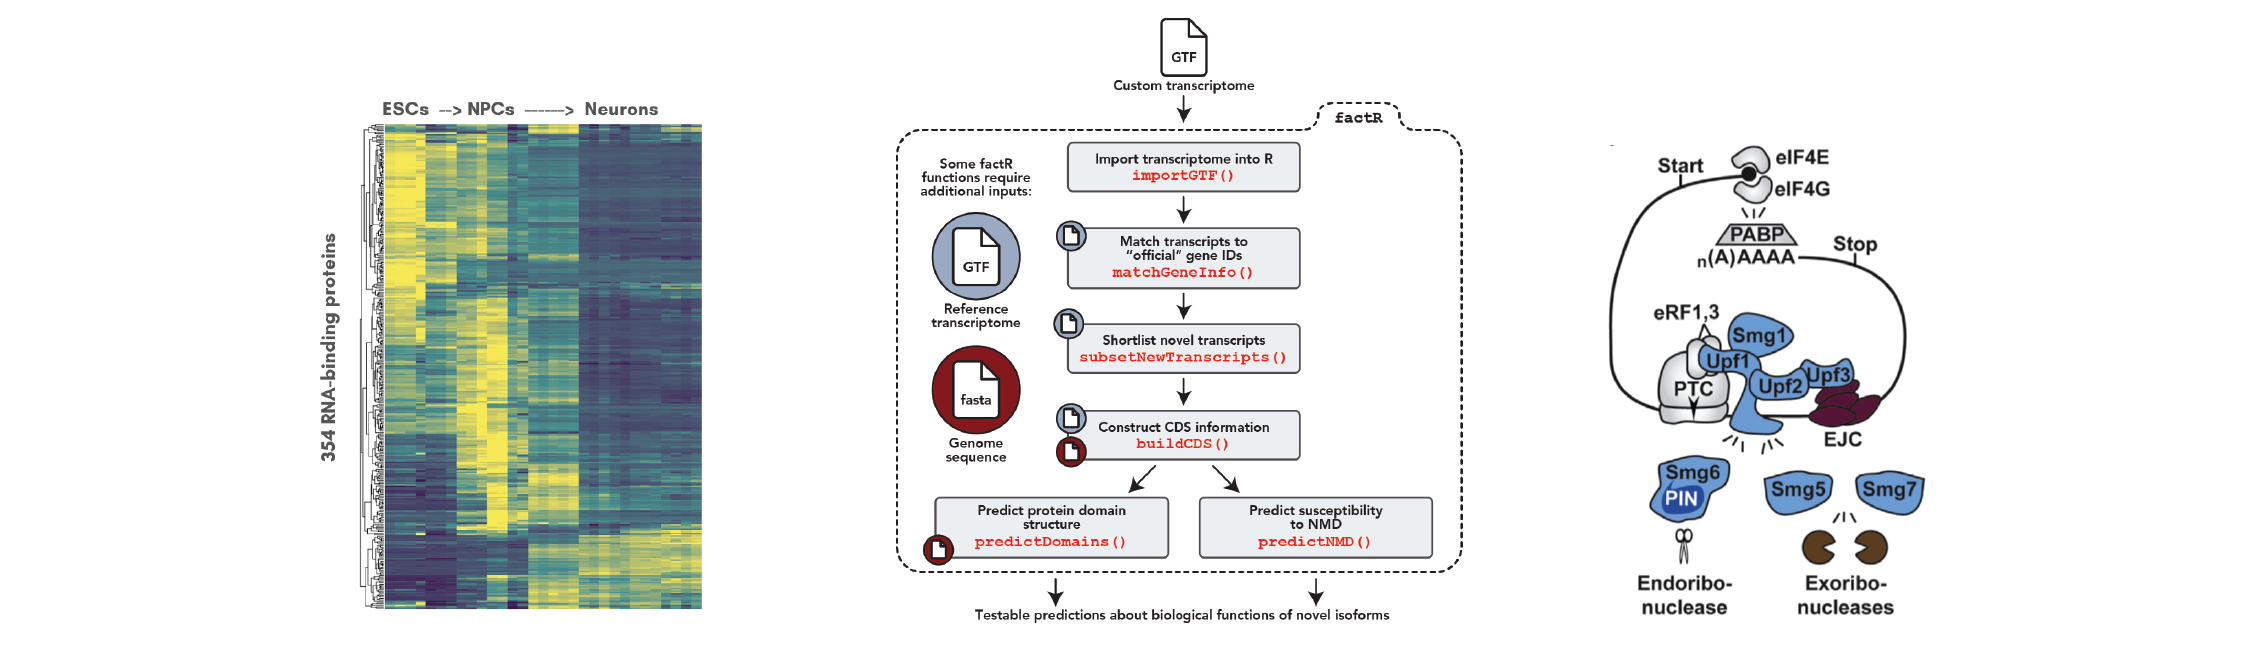 ESCs --> NPCs ------> Neurons
354 RNA-binding proteins
GTF
Custom transcriptome
factR
Some factR
functions require
additional inputs:
GTF
Reference
transcriptome
fasta
Genome
sequence
Import transcriptome into R
importGTF()
Match transcripts to
“official” gene IDs
matchGeneInfo()
Shortlist novel transcripts
subsetNewTranscripts()
Construct CDS information
buildCDS()
Predict protein domain
structure
predictDomains()
Predict susceptibility
to NMD
predictNMD()
Testable predictions about biological functions of novel isoforms
Start
eIF4E
eIF4G
PABP
n(A)AAAA
Stop
eRF1,3
Smg1
Upf1
Upf2
Upf3
PTC
EJC
Smg6
PIN
Smg5
Smg7
Endoribo-
nuclease
Exoribo-
nucleases